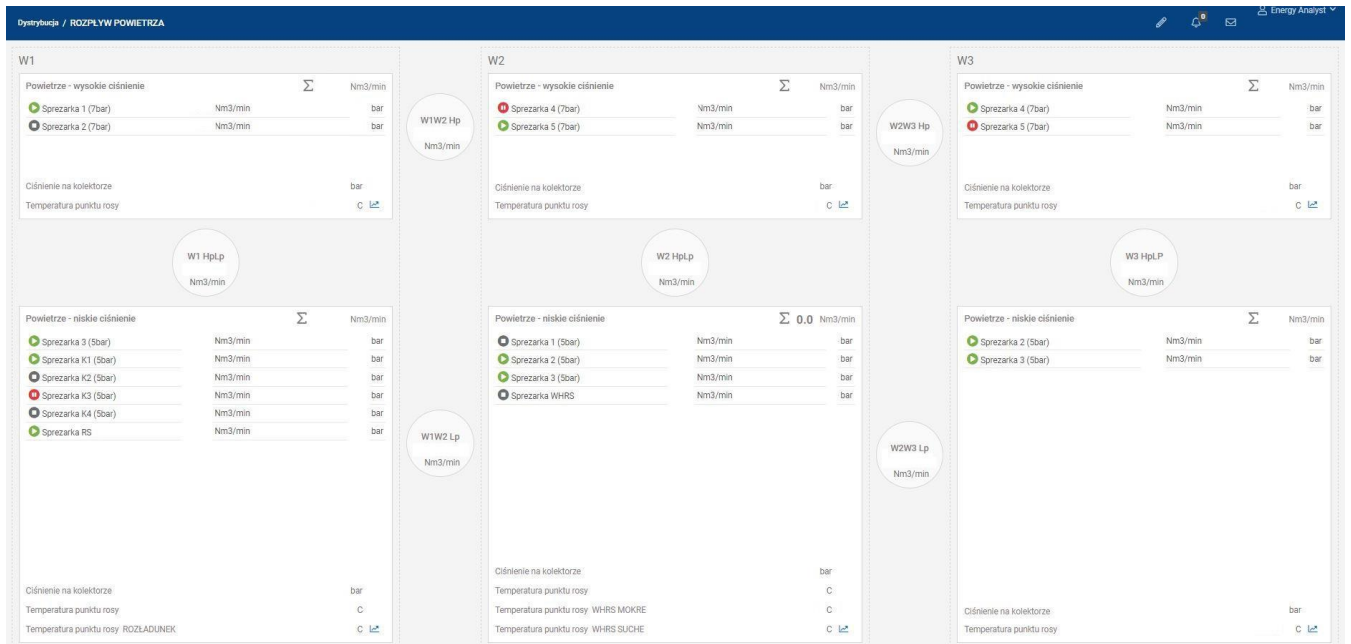 Dystrybucja / ROZPŁYW POWIETRZA
0
Energy Analyst
W1
Powietrze - wysokie ciśnienie Σ Nm3/min
Sprezarka 1 (7bar) Nm3/min bar
Sprezarka 2 (7bar) Nm3/min bar
Ciśnienie na kolektorze bar
Temperatura punktu rosy C
W1 HpLp
Nm3/min
Powietrze - niskie ciśnienie Σ Nm3/min
Sprezarka 3 (5bar) Nm3/min bar
Sprezarka K1 (5bar) Nm3/min bar
Sprezarka K2 (5bar) Nm3/min bar
Sprezarka K3 (5bar) Nm3/min bar
Sprezarka K4 (5bar) Nm3/min bar
Sprezarka RS Nm3/min bar
Ciśnienie na kolektorze bar
Temperatura punktu rosy C
Temperatura punktu rosy ROZŁADUNEK C
W1W2 Hp
Nm3/min
W1W2 Lp
Nm3/min
W2
Powietrze - wysokie ciśnienie Σ Nm3/min
Sprezarka 4 (7bar) Nm3/min bar
Sprezarka 5 (7bar) Nm3/min bar
Ciśnienie na kolektorze bar
Temperatura punktu rosy C
W2 HpLp
Nm3/min
Powietrze - niskie ciśnienie Σ 0.0 Nm3/min
Sprezarka 1 (5bar) Nm3/min bar
Sprezarka 2 (5bar) Nm3/min bar
Sprezarka 3 (5bar) Nm3/min bar
Sprezarka WHRS Nm3/min bar
Ciśnienie na kolektorze bar
Temperatura punktu rosy C
Temperatura punktu rosy WHRS MOKRE C
Temperatura punktu rosy WHRS SUCHE C
W2W3 Hp
Nm3/min
W2W3 Lp
Nm3/min
W3
Powietrze - wysokie ciśnienie Σ Nm3/min
Sprezarka 4 (7bar) Nm3/min bar
Sprezarka 5 (7bar) Nm3/min bar
Ciśnienie na kolektorze bar
Temperatura punktu rosy C
W3 HpLP
Nm3/min
Powietrze - niskie ciśnienie Σ Nm3/min
Sprezarka 2 (5bar) Nm3/min bar
Sprezarka 3 (5bar) Nm3/min bar
Ciśnienie na kolektorze bar
Temperatura punktu rosy C